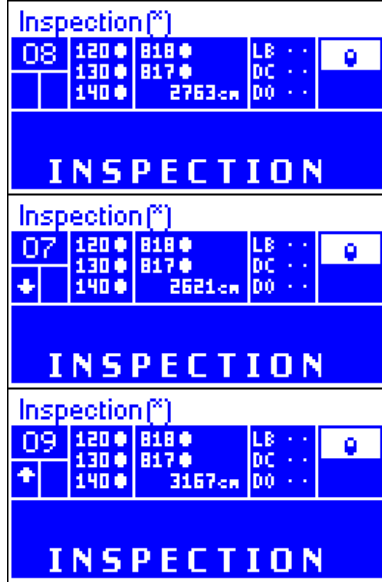 Inspection(*)
08 120 818 LB
130 817 DC
140 2763cm DO
INSPECTION
Inspection(*)
07 120 818 LB
130 817 DC
140 2621cm DO
INSPECTION
Inspection(*)
09 120 818 LB
130 817 DC
140 3167cm DO
INSPECTION